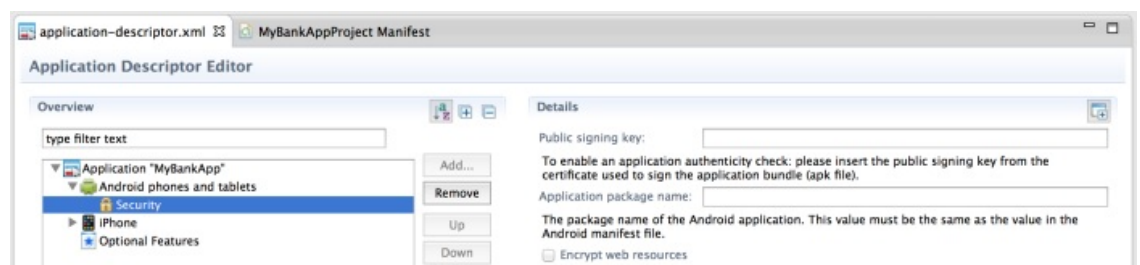 application-descriptor.xml MyBankAppProject Manifest
Application Descriptor Editor
Overview
type filter text
Application "MyBankApp"
Android phones and tablets
Security
iPhone
Optional Features
Add...
Remove
Up
Down
Details
Public signing key:
To enable an application authenticity check: please insert the public signing key from the
certificate used to sign the application bundle (apk file).
Application package name:
The package name of the Android application. This value must be the same as the value in the
Android manifest file.
Encrypt web resources